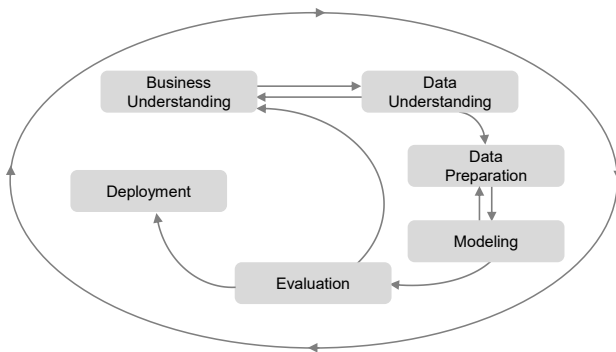 Business
Understanding
Data
Understanding
Data
Preparation
Deployment
Modeling
Evaluation